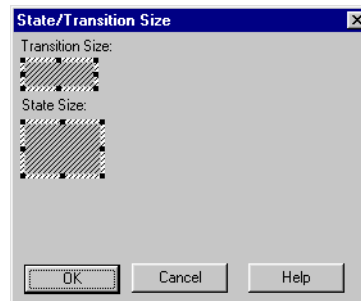 State/Transition Size
Transition Size:
State Size:
OK
Cancel
Help